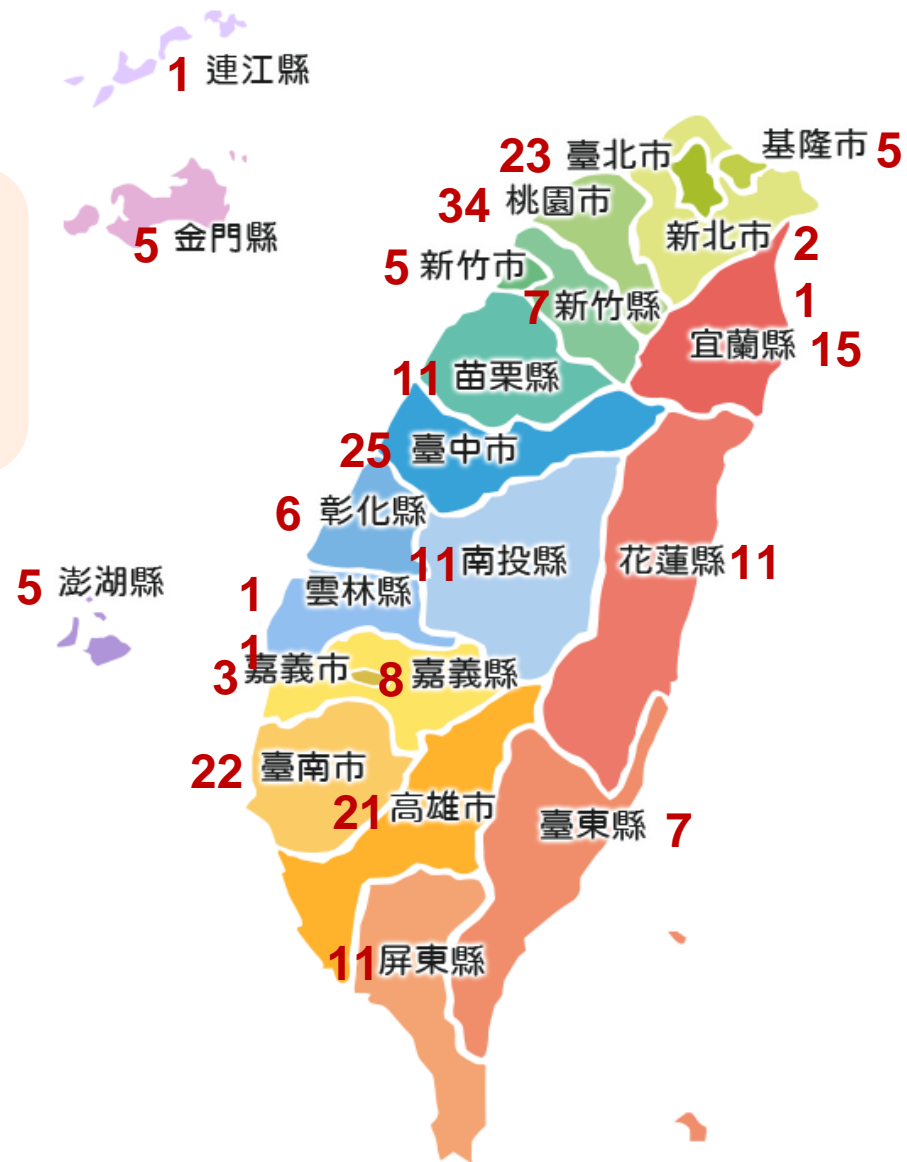 1 連江縣
23 臺北市
基隆市 5
34 桃園市
5 金門縣
新北市 2
1
5 新竹市
7 新竹縣
宜蘭縣 15
11 苗栗縣
25 臺中市
6 彰化縣
11 南投縣
花蓮縣 11
5 澎湖縣
1 雲林縣
1
3 嘉義市
8 嘉義縣
22 臺南市
21 高雄市
臺東縣 7
11 屏東縣